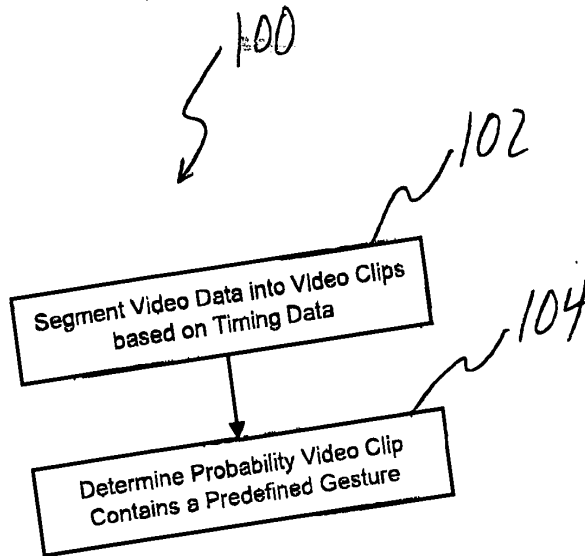 100
102
Segment Video Data into Video Clips
based on Timing Data
104
Determine Probability Video Clip
Contains a Predefined Gesture